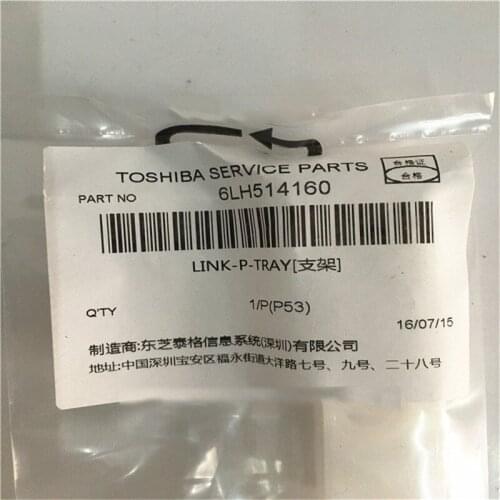 TOSHIBA SERVICE PARTS
合格证
合格
PART NO 6LH514160
LINK-P-TRAY[支架]
Q'TY 1/P(P53)
16/07/15
制造商:东芝泰格信息系统(深圳)有限公司
地址:中国深圳宝安区福永街道大洋路七号、九号、二十八号